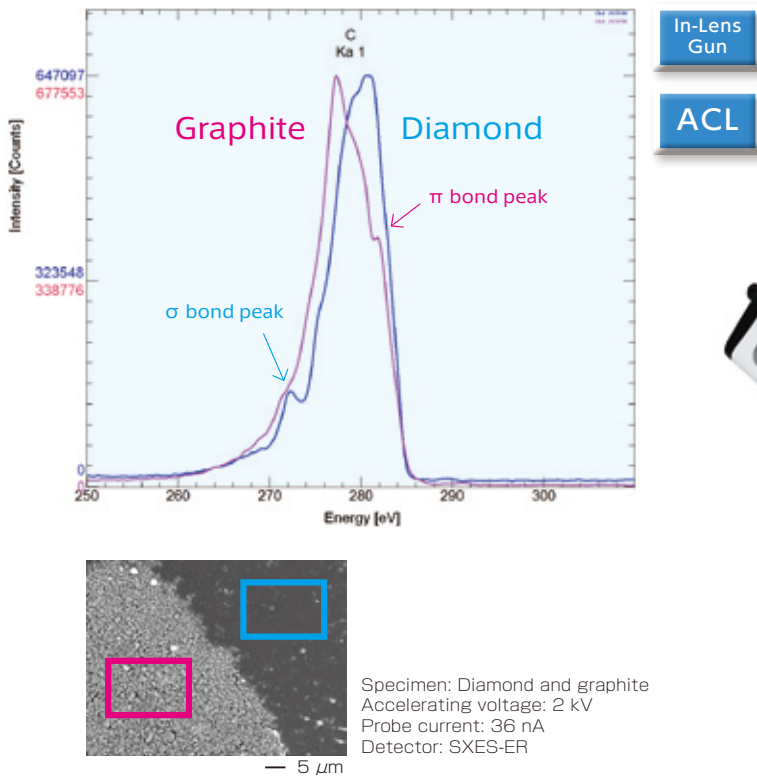 In-Lens
Gun
ACL
C
Ka 1
647097
677553
Graphite
Diamond
π bond peak
Intensity [Counts]
323548
338776
σ bond peak
0
0
250
260
270
280
290
300
Energy [eV]
Specimen: Diamond and graphite
Accelerating voltage: 2 kV
Probe current: 36 nA
Detector: SXES-ER
5 μm